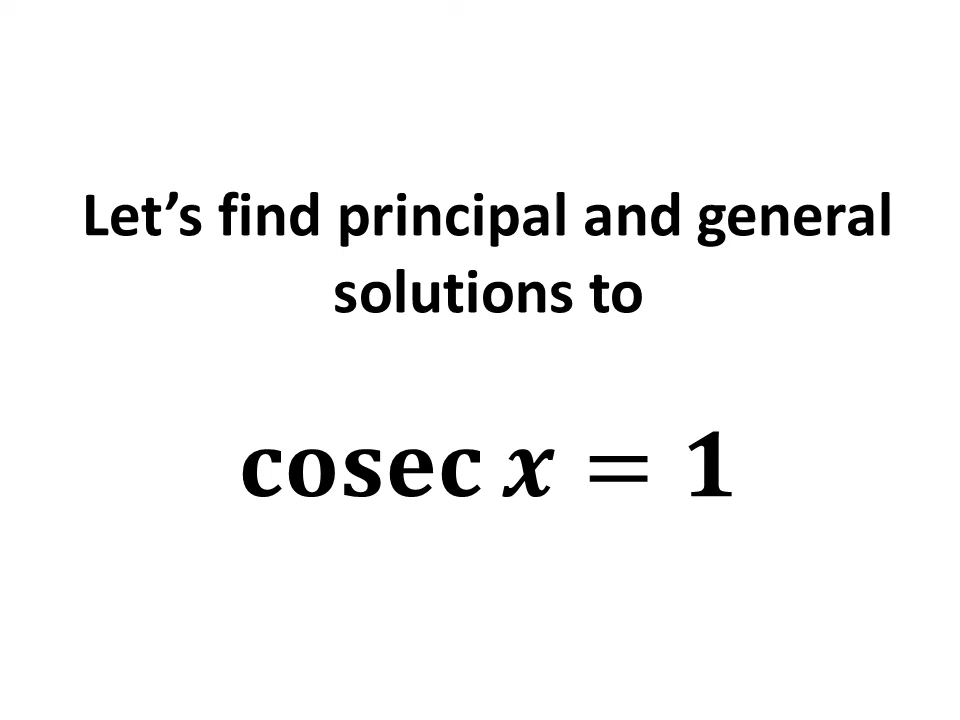 Let’s find principal and general
solutions to
cosec x = 1